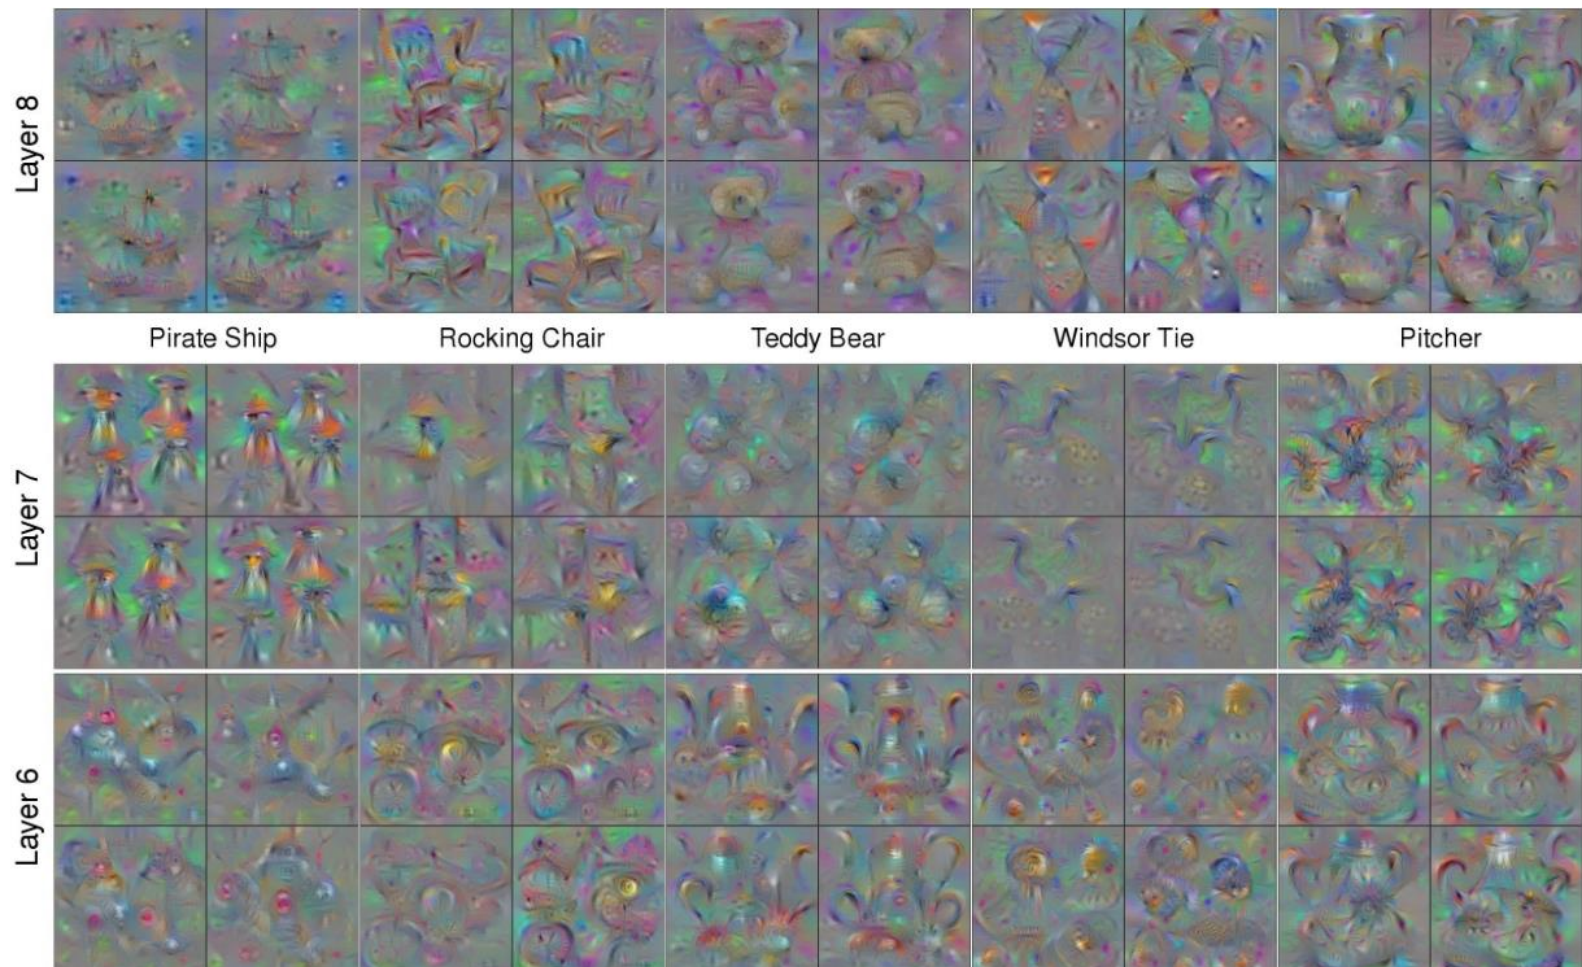 Layer 8
Pirate Ship
Rocking Chair
Teddy Bear
Windsor Tie
Pitcher
Layer 7
Layer 6